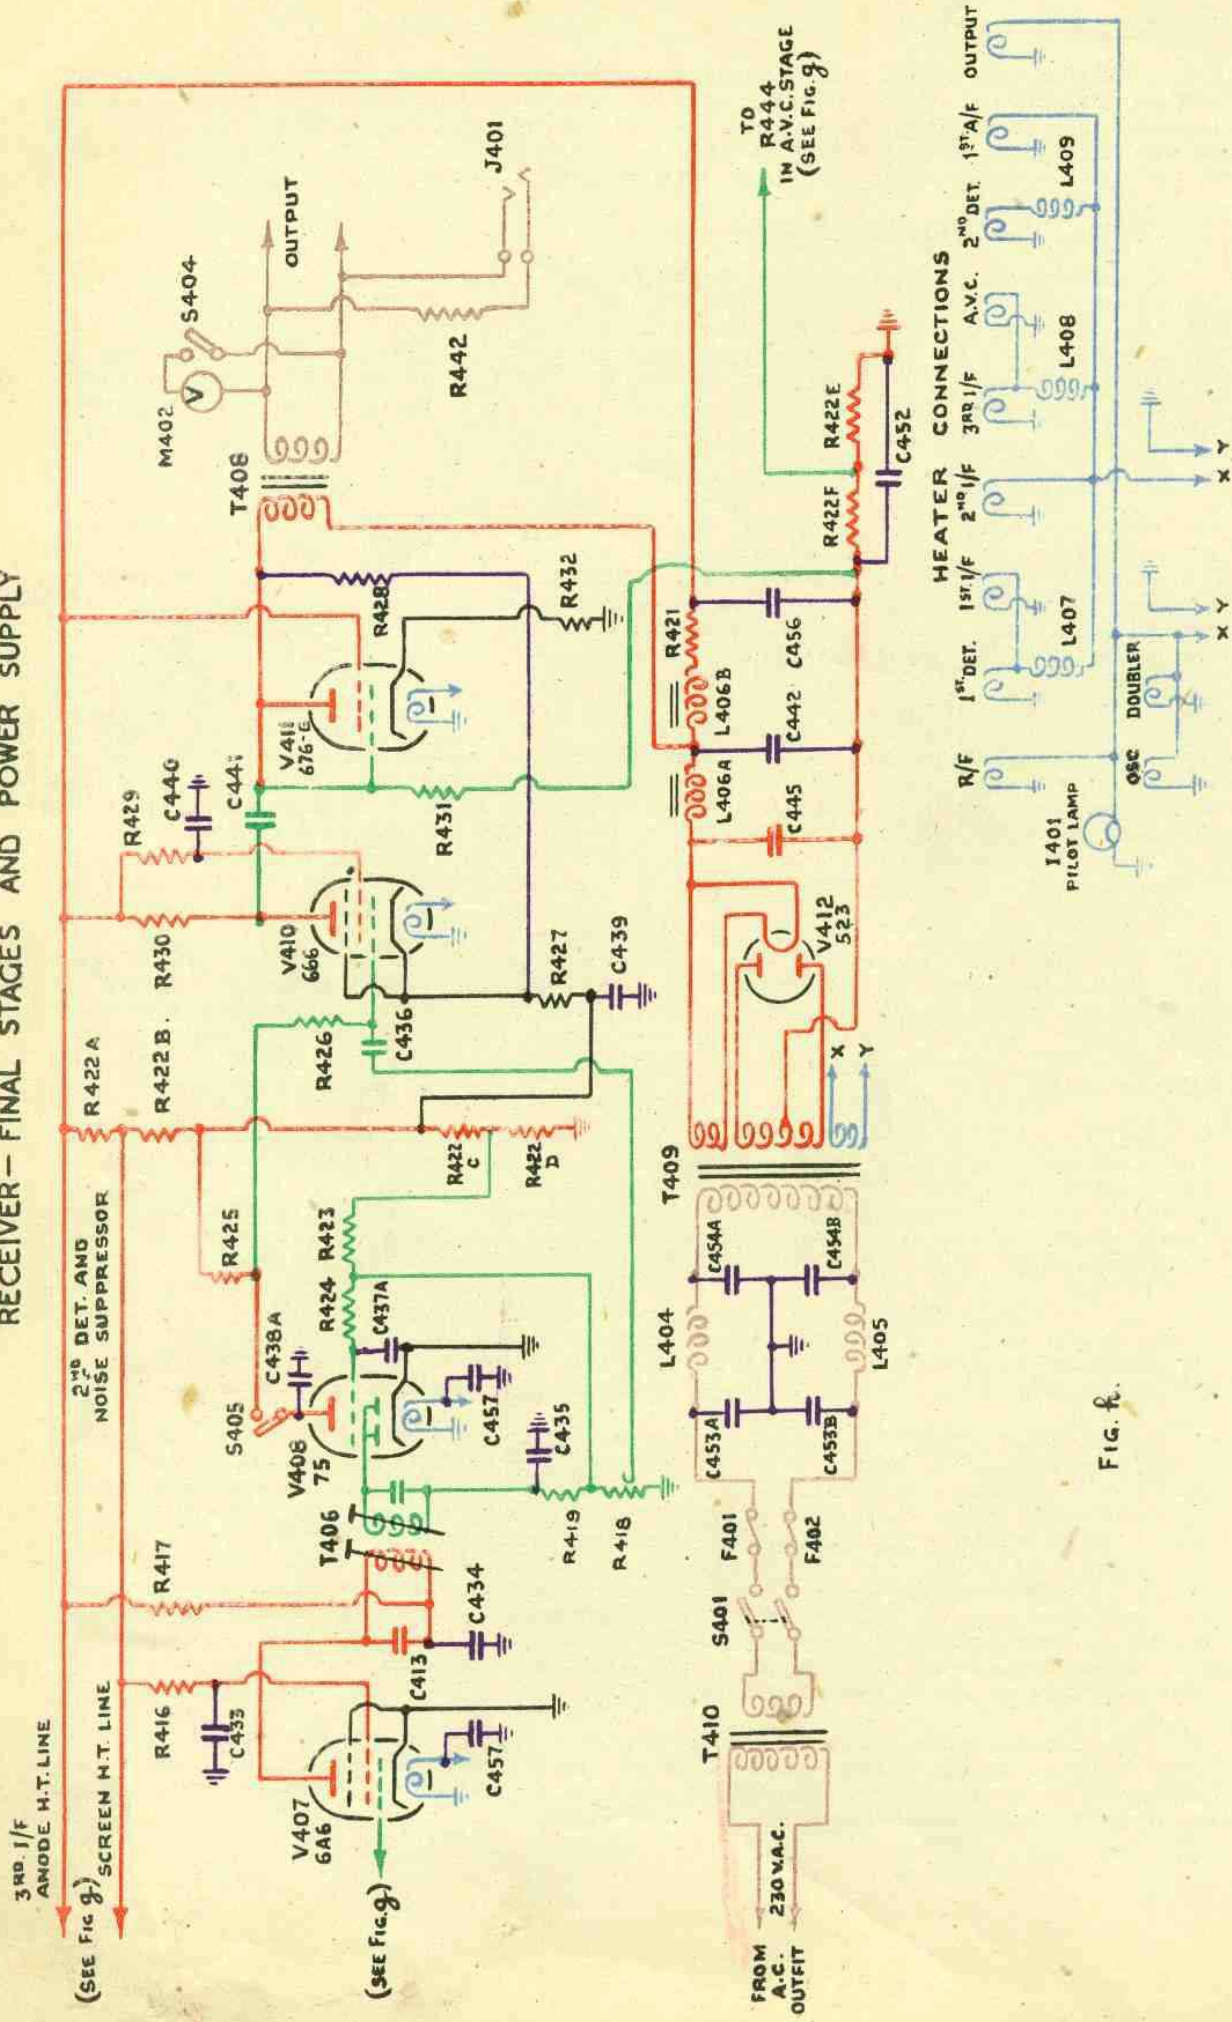 RECEIVER— FINAL STAGES AND POWER SUPPLY
3RD. I/F
ANODE H.T. LINE
(SEE FIG g)
SCREEN H.T. LINE
2ND DET. AND
NOISE SUPPRESSOR
R422A
R422B
R430
R429
C440
C441
R416
C433
R417
R425
S405
C438A
V407
6A6
V408
75
T406
R424
R423
C437A
R426
C436
V410
6G6
V411
6Z6-G
R431
R428
R432
T408
M402
V
S404
OUTPUT
R442
J401
(SEE FIG.g)
C457
C413
C434
C457
C435
R419
R418
R422
C
R422
D
R427
C439
TO
R444
IN A.V.C. STAGE
(SEE FIG. g)
FROM
A.C.
OUTFIT
230 V.A.C.
T410
S401
F401
F402
C453A
C453B
L404
L405
C454A
C454B
T409
X
Y
V412
523
C445
L406A
C442
L406B
R421
C456
R422F
R422E
C452
HEATER CONNECTIONS
R/F
1ST. DET.
1ST. I/F
2ND I/F
3RD I/F
A.V.C.
2ND DET.
1ST. A/F
OUTPUT
L407
L408
L409
I401
PILOT LAMP
OSC
DOUBLER
X Y
X Y
FIG. h.